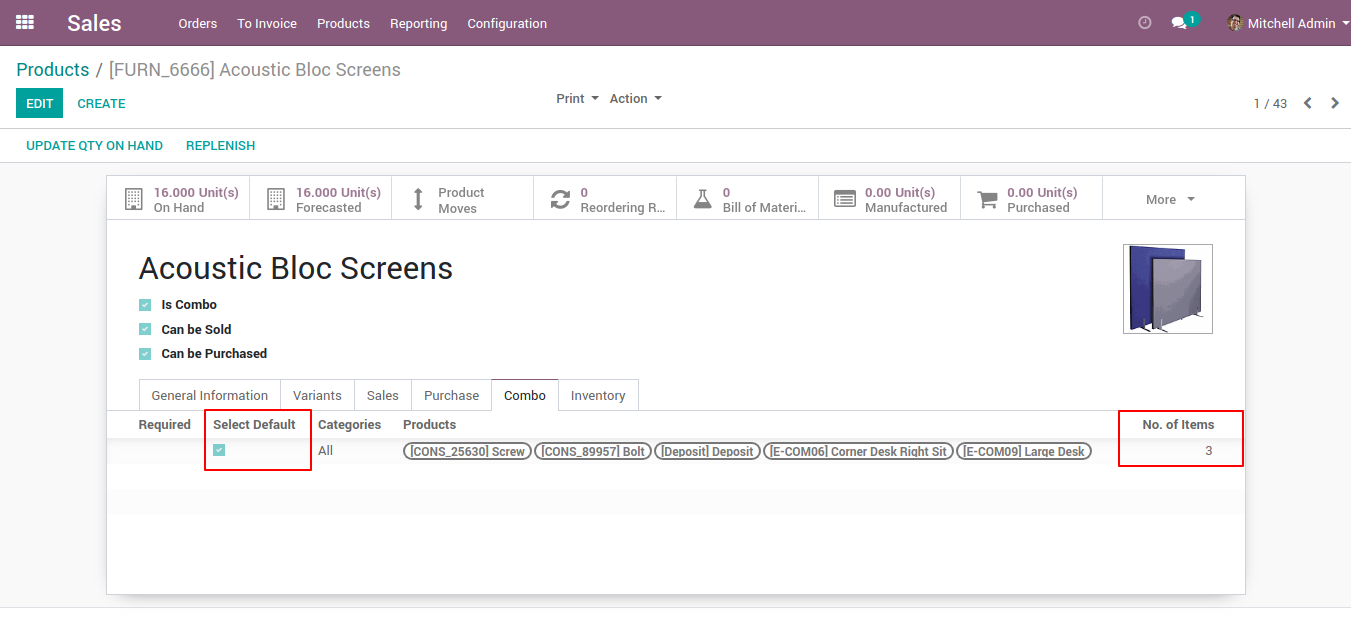 Sales Orders To Invoice Products Reporting Configuration 1 Mitchell Admin
Products / [FURN_6666] Acoustic Bloc Screens
EDIT CREATE Print Action 1 / 43
UPDATE QTY ON HAND REPLENISH
16.000 Unit(s) 16.000 Unit(s) Product 0 0 0.00 Unit(s) 0.00 Unit(s) More
On Hand Forecasted Moves Reordering R... Bill of Materi... Manufactured Purchased
Acoustic Bloc Screens
Is Combo
Can be Sold
Can be Purchased
General Information Variants Sales Purchase Combo Inventory
Required Select Default Categories Products No. of Items
All [CONS_25630] Screw [CONS_89957] Bolt [Deposit] Deposit [E-COM06] Corner Desk Right Sit [E-COM09] Large Desk 3